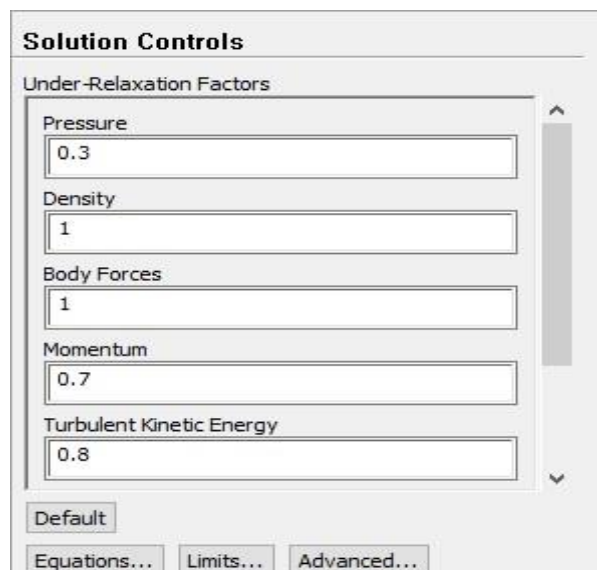 Solution Controls
Under-Relaxation Factors
Pressure
0.3
Density
1
Body Forces
1
Momentum
0.7
Turbulent Kinetic Energy
0.8
Default
Equations... Limits... Advanced...